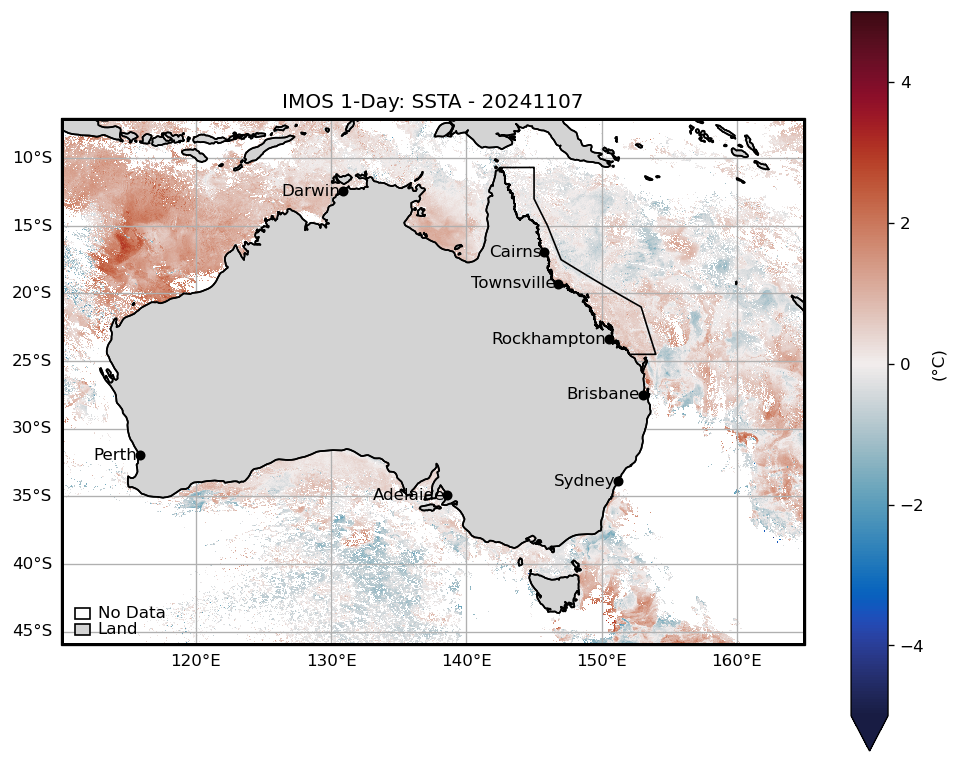 IMOS 1-Day: SSTA - 20241107
10°S
15°S
20°S
25°S
30°S
35°S
40°S
45°S
Darwin
Cairns
Townsville
Rockhampton
Brisbane
Perth
Sydney
Adelaide
No Data
Land
120°E 130°E 140°E 150°E 160°E
4
2
0
−2
−4
(°C)